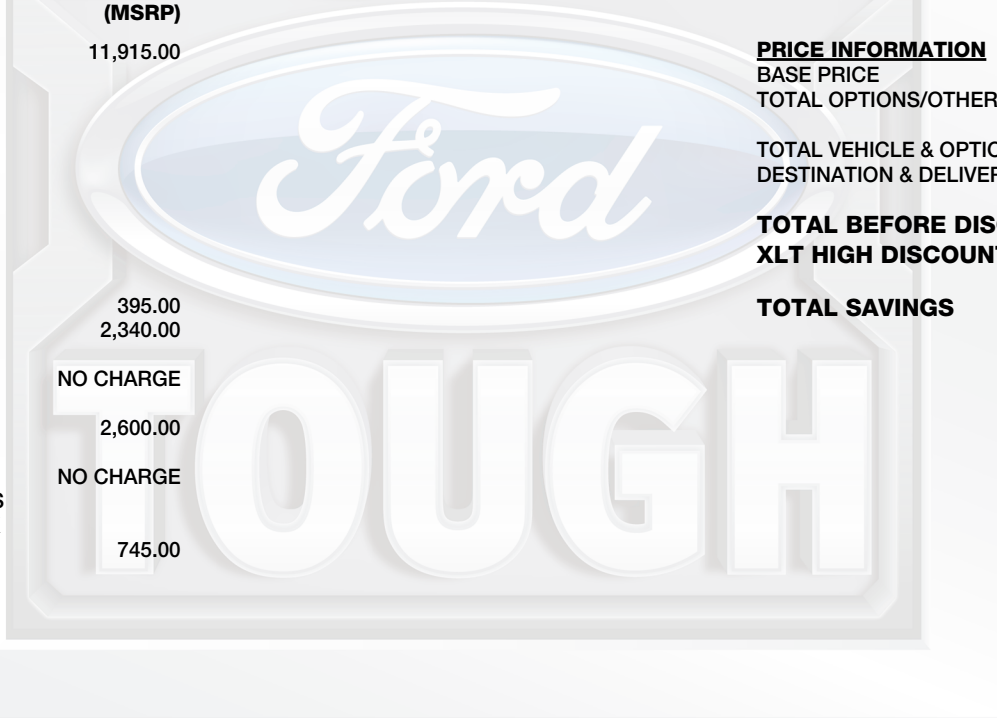 (MSRP)
11,915.00
395.00
2,340.00
NO CHARGE
2,600.00
NO CHARGE
S
745.00
PRICE INFORMATION
BASE PRICE
TOTAL OPTIONS/OTHER
TOTAL VEHICLE & OPTIO
DESTINATION & DELIVER
TOTAL BEFORE DIS
XLT HIGH DISCOUNT
TOTAL SAVINGS
Ford
TOUGH